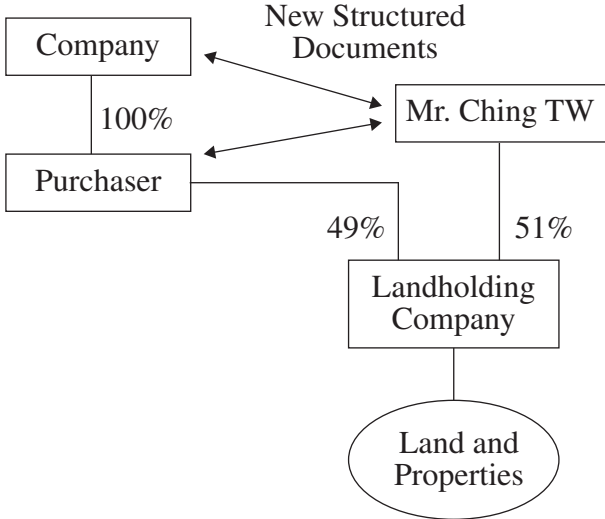 New Structured
Documents
Company
100%
Mr. Ching TW
Purchaser
49%
51%
Landholding
Company
Land and
Properties